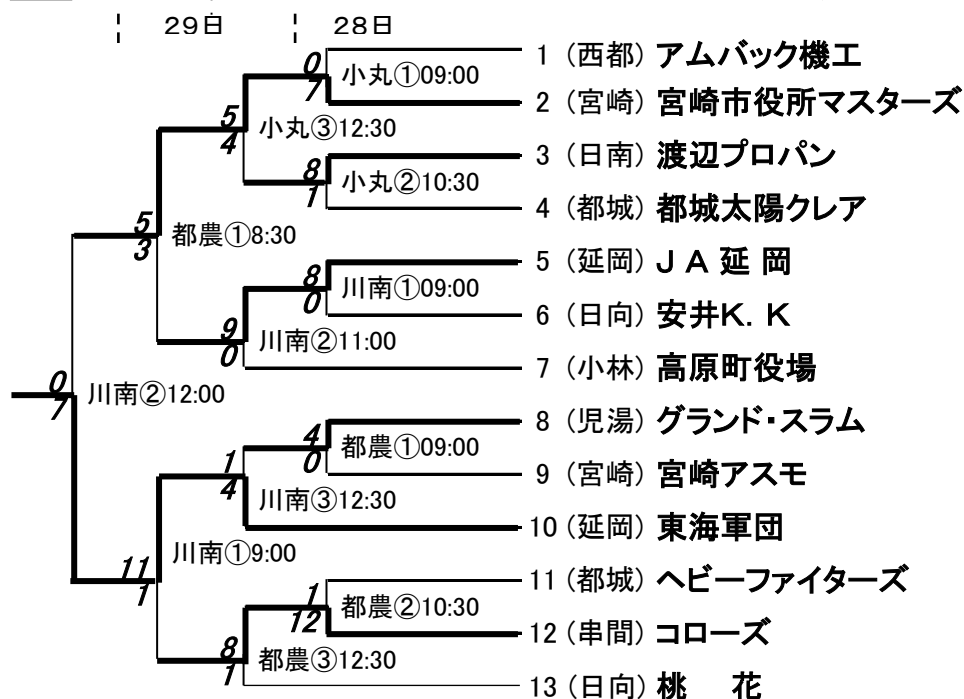 29日 28日
0
7
小丸①09:00
1 (西都) アムバック機工
2 (宮崎) 宮崎市役所マスターズ
5
4
小丸③12:30
8
1
小丸②10:30
3 (日南) 渡辺プロパン
4 (都城) 都城太陽クレア
5
3
都農①8:30
8
0
川南①09:00
5 (延岡) JA延岡
6 (日向) 安井K.K
9
0
川南②11:00
7 (小林) 高原町役場
0
7
川南②12:00
4
0
都農①09:00
8 (児湯) グランド・スラム
9 (宮崎) 宮崎アスモ
1
4
川南③12:30
10 (延岡) 東海軍団
11
1
川南①9:00
1
12
都農②10:30
11 (都城) ヘビーファイターズ
12 (串間) コローズ
8
1
都農③12:30
13 (日向) 桃 花